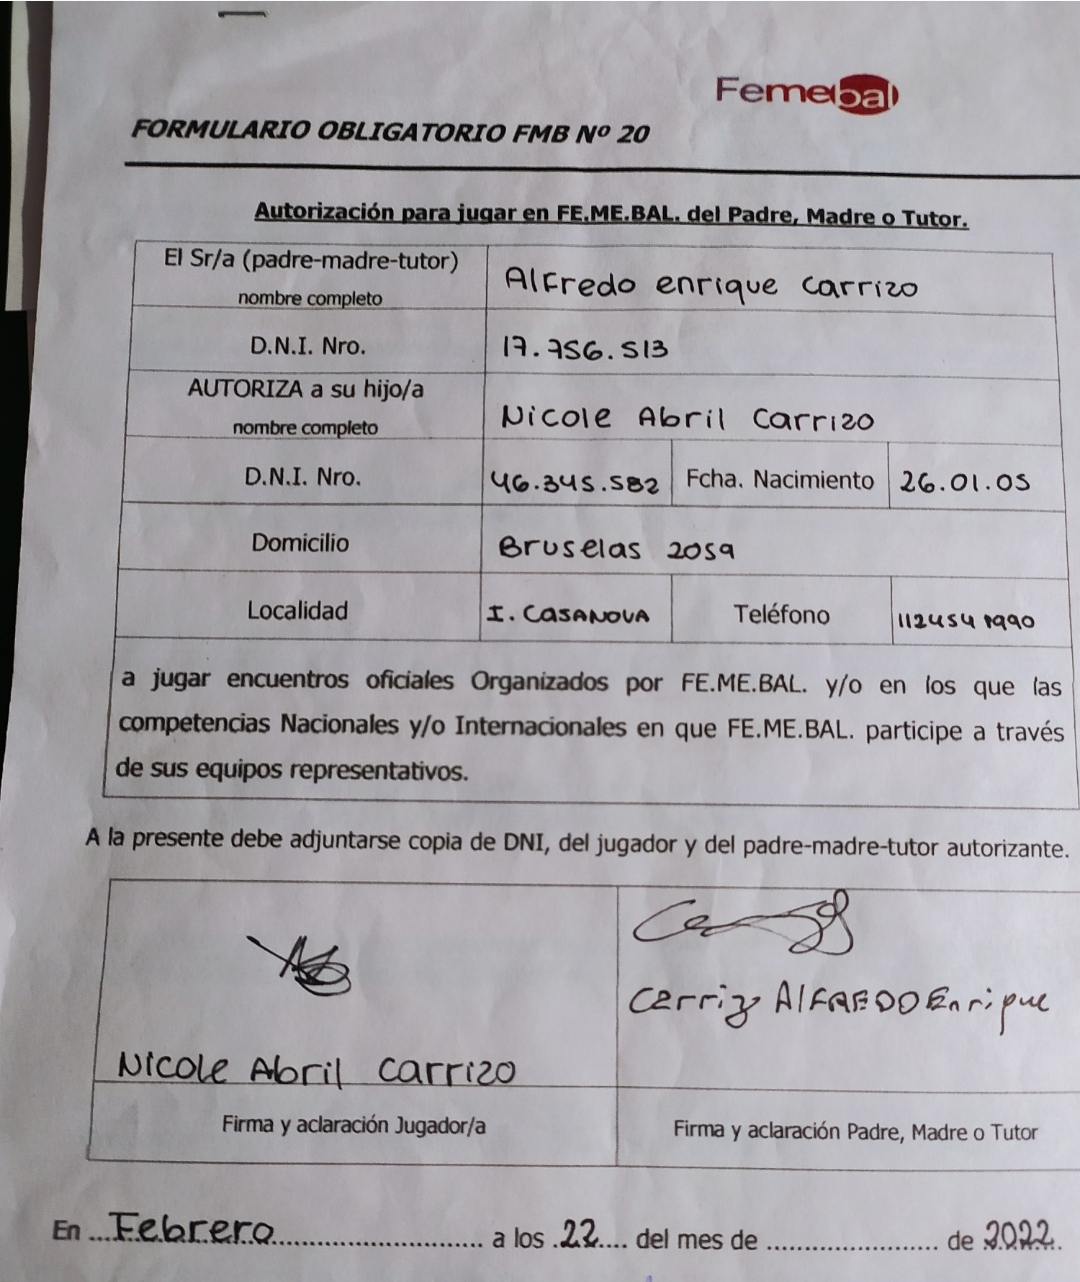 Femebal
FORMULARIO OBLIGATORIO FMB Nº 20
Autorización para jugar en FE.ME.BAL. del Padre, Madre o Tutor.
El Sr/a (padre-madre-tutor)
nombre completo
Alfredo enrique carrizo
D.N.I. Nro.
17.756.513
AUTORIZA a su hijo/a
nombre completo
Nicole Abril Carrizo
D.N.I. Nro. 46.345.582 Fcha. Nacimiento 26.01.05
Domicilio Bruselas 2059
Localidad I. CASANOVA Teléfono 1124541990
a jugar encuentros oficiales Organizados por FE.ME.BAL. y/o en los que las
competencias Nacionales y/o Internacionales en que FE.ME.BAL. participe a través
de sus equipos representativos.
A la presente debe adjuntarse copia de DNI, del jugador y del padre-madre-tutor autorizante.
Nicole Abril carrizo
Carrizo AlFREDO Enrique
Firma y aclaración Jugador/a
Firma y aclaración Padre, Madre o Tutor
En ...Febrero.............................. a los .22.... del mes de ........................ de 2022.